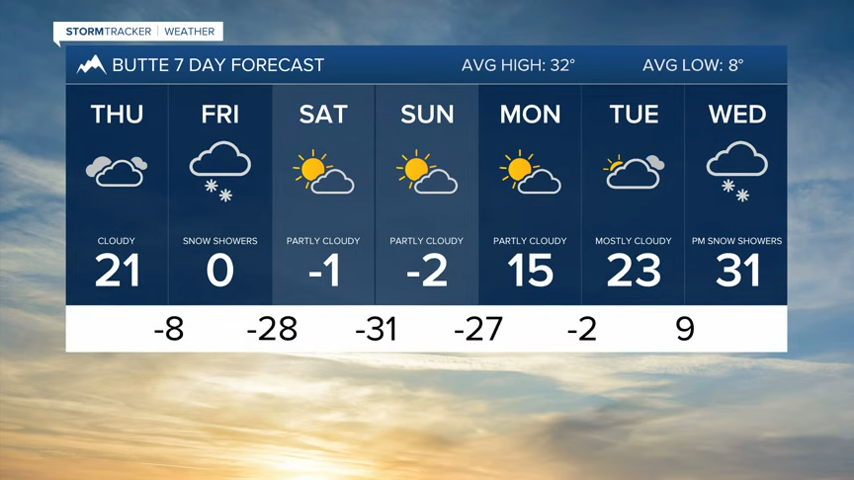 STORMTRACKER | WEATHER
BUTTE 7 DAY FORECAST AVG HIGH: 32° AVG LOW: 8°
THU FRI SAT SUN MON TUE WED
CLOUDY SNOW SHOWERS PARTLY CLOUDY PARTLY CLOUDY PARTLY CLOUDY MOSTLY CLOUDY PM SNOW SHOWERS
21 0 -1 -2 15 23 31
-8 -28 -31 -27 -2 9